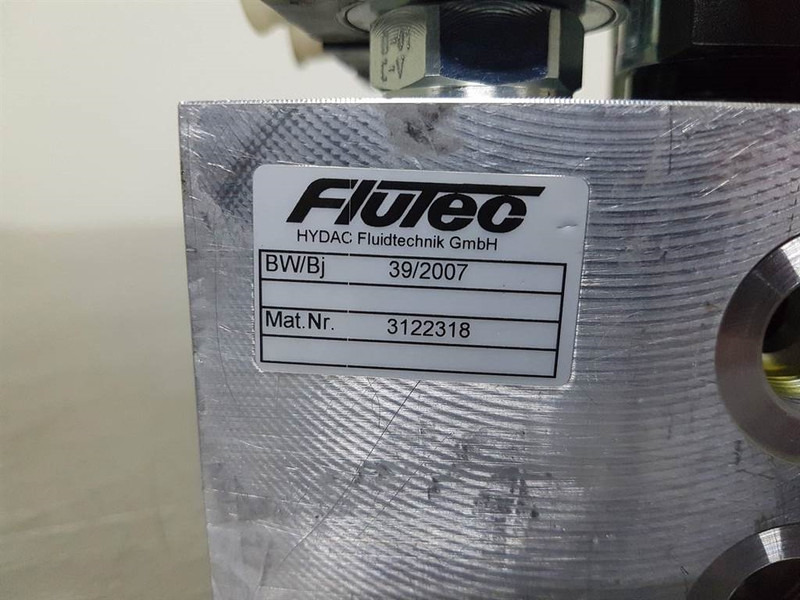 FLUTEC
HYDAC Fluidtechnik GmbH
BW/Bj 39/2007
Mat.Nr. 3122318